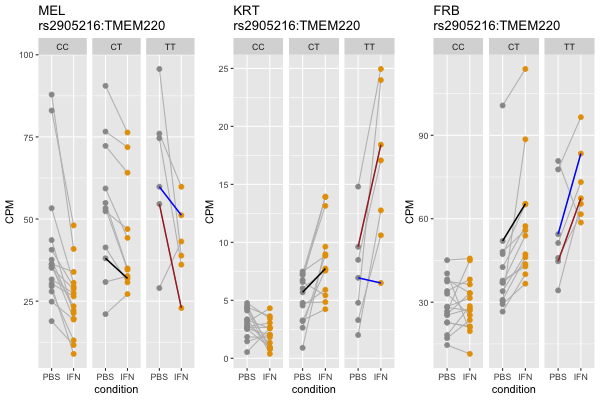 MEL
rs2905216:TMEM220
CC CT TT
CPM
100
75
50
25
PBS IFN PBS IFN PBS IFN
condition
KRT
rs2905216:TMEM220
CC CT TT
CPM
25
20
15
10
5
0
PBS IFN PBS IFN PBS IFN
condition
FRB
rs2905216:TMEM220
CC CT TT
CPM
90
60
30
PBS IFN PBS IFN PBS IFN
condition